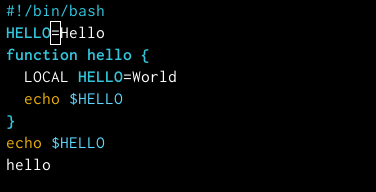 #!/bin/bash
HELLO=Hello
function hello {
  LOCAL HELLO=World
  echo $HELLO
}
echo $HELLO
hello